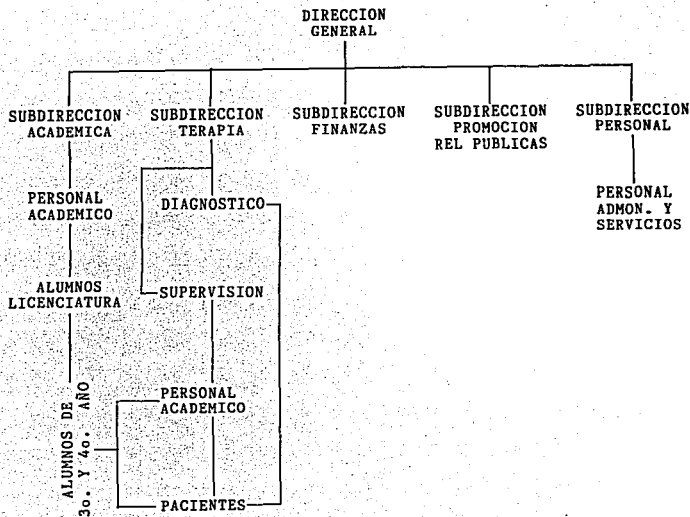 DIRECCION
GENERAL
SUBDIRECCION
ACADEMICA
SUBDIRECCION
TERAPIA
SUBDIRECCION
FINANZAS
SUBDIRECCION
PROMOCION
REL PUBLICAS
SUBDIRECCION
PERSONAL
PERSONAL
ACADEMICO
DIAGNOSTICO
PERSONAL
ADMON. Y
SERVICIOS
ALUMNOS
LICENCIATURA
SUPERVISION
ALUMNOS DE
3o. Y 4o. AÑO
PERSONAL
ACADEMICO
PACIENTES